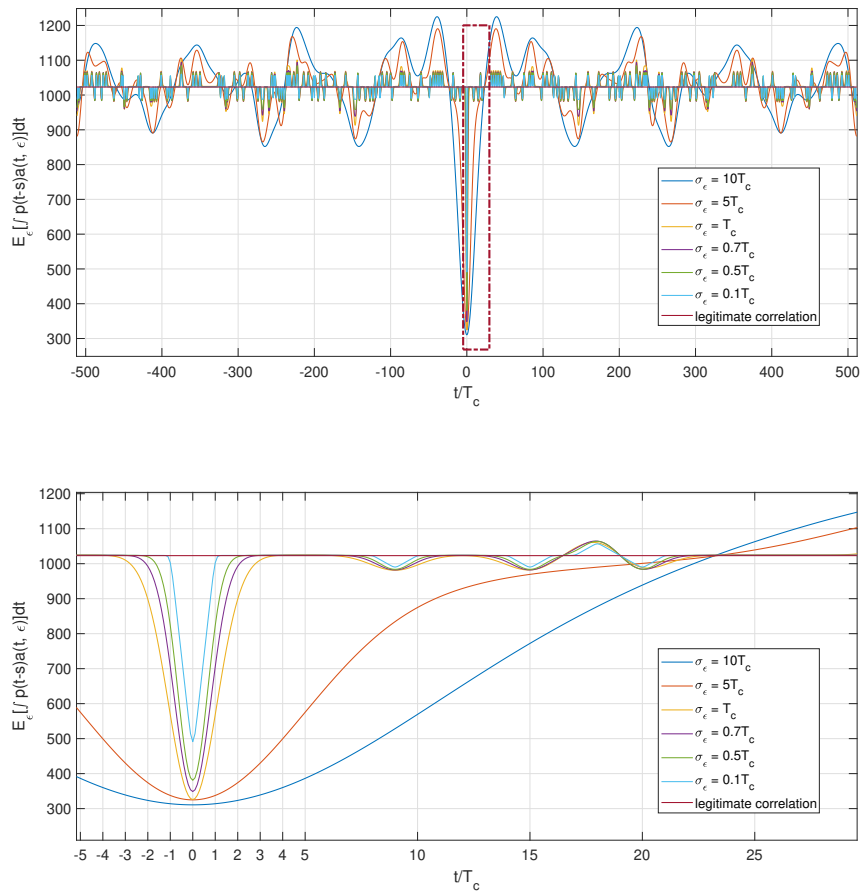 1200
1100
1000
900
800
700
600
500
400
300
E_ϵ[∫ p(t-s)a(t, ϵ)]dt
σ_ϵ = 10T_c
σ_ϵ = 5T_c
σ_ϵ = T_c
σ_ϵ = 0.7T_c
σ_ϵ = 0.5T_c
σ_ϵ = 0.1T_c
legitimate correlation
-500 -400 -300 -200 -100 0 100 200 300 400 500
t/T_c
1200
1100
1000
900
800
700
600
500
400
300
E_ϵ[∫ p(t-s)a(t, ϵ)]dt
σ_ϵ = 10T_c
σ_ϵ = 5T_c
σ_ϵ = T_c
σ_ϵ = 0.7T_c
σ_ϵ = 0.5T_c
σ_ϵ = 0.1T_c
legitimate correlation
-5 -4 -3 -2 -1 0 1 2 3 4 5 10 15 20 25
t/T_c